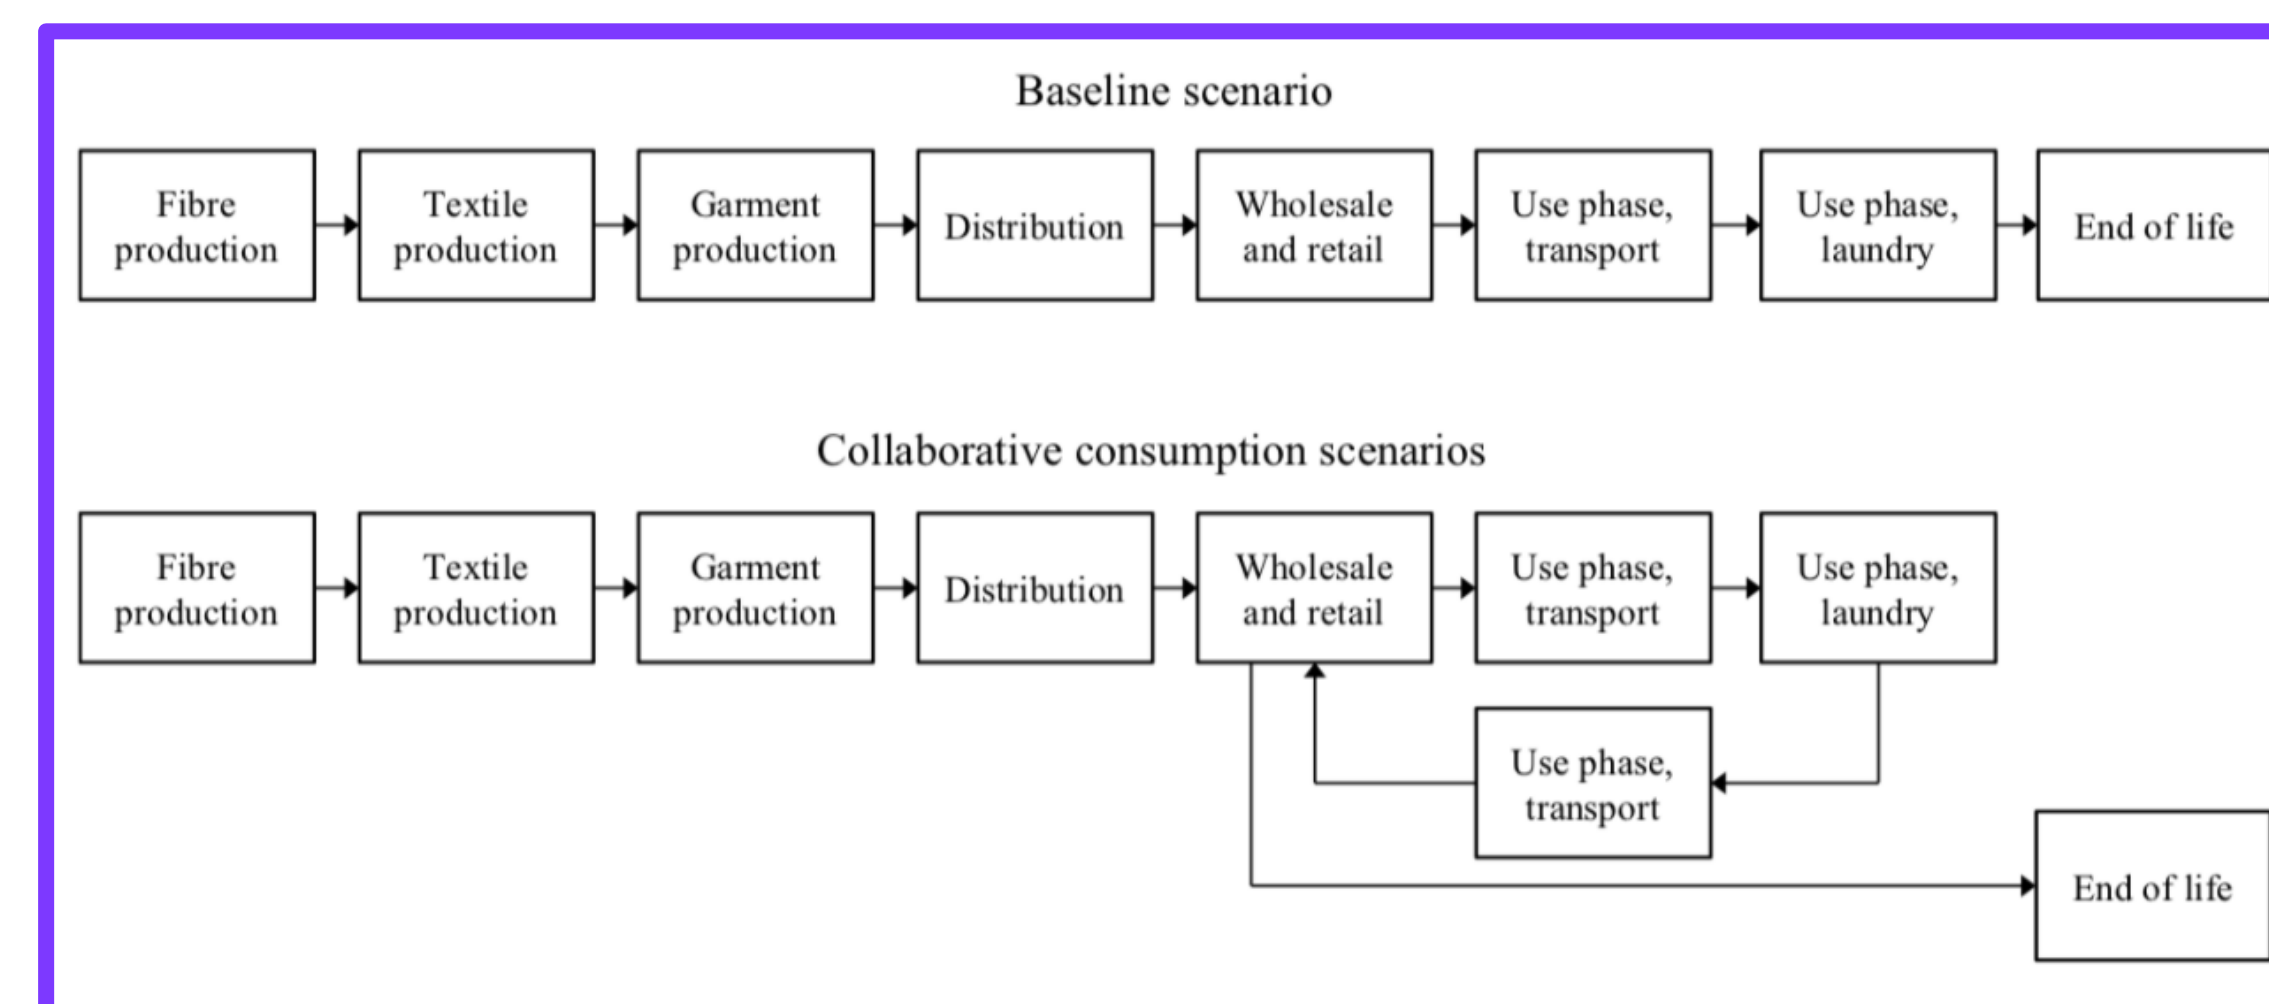 Baseline scenario
Fibre
production
Textile
production
Garment
production
Distribution
Wholesale
and retail
Use phase,
transport
Use phase,
laundry
End of life
Collaborative consumption scenarios
Fibre
production
Textile
production
Garment
production
Distribution
Wholesale
and retail
Use phase,
transport
Use phase,
laundry
Use phase,
transport
End of life